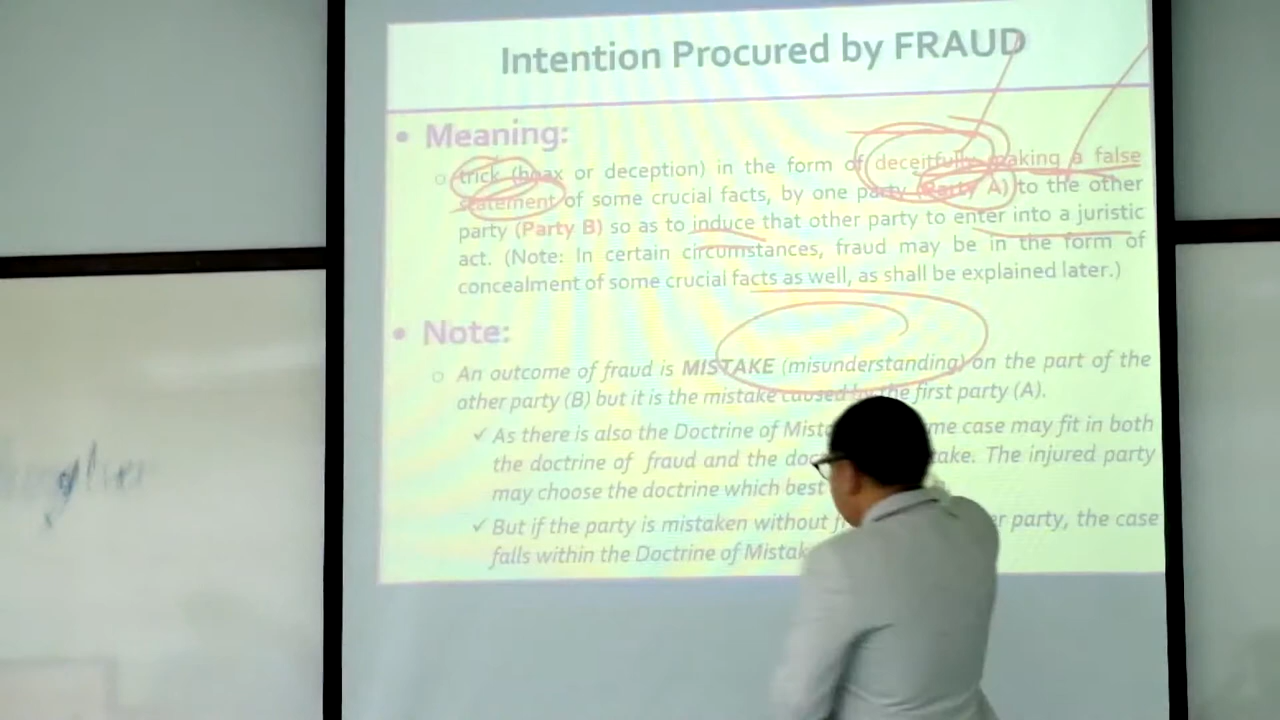 Intention Procured by FRAUD
• Meaning:
o trick (hoax or deception) in the form of deceitfully making a false
statement of some crucial facts, by one party (Party A) to the other
party (Party B) so as to induce that other party to enter into a juristic
act. (Note: In certain circumstances, fraud may be in the form of
concealment of some crucial facts as well, as shall be explained later.)
• Note:
o An outcome of fraud is MISTAKE (misunderstanding) on the part of the
other party (B) but it is the mistake caused by the first party (A).
✓ As there is also the Doctrine of case may fit in both
the doctrine of fraud and the The injured party
may choose the doctrine which best
✓ But if the party is mistaken without party, the case
falls within the Doctrine of